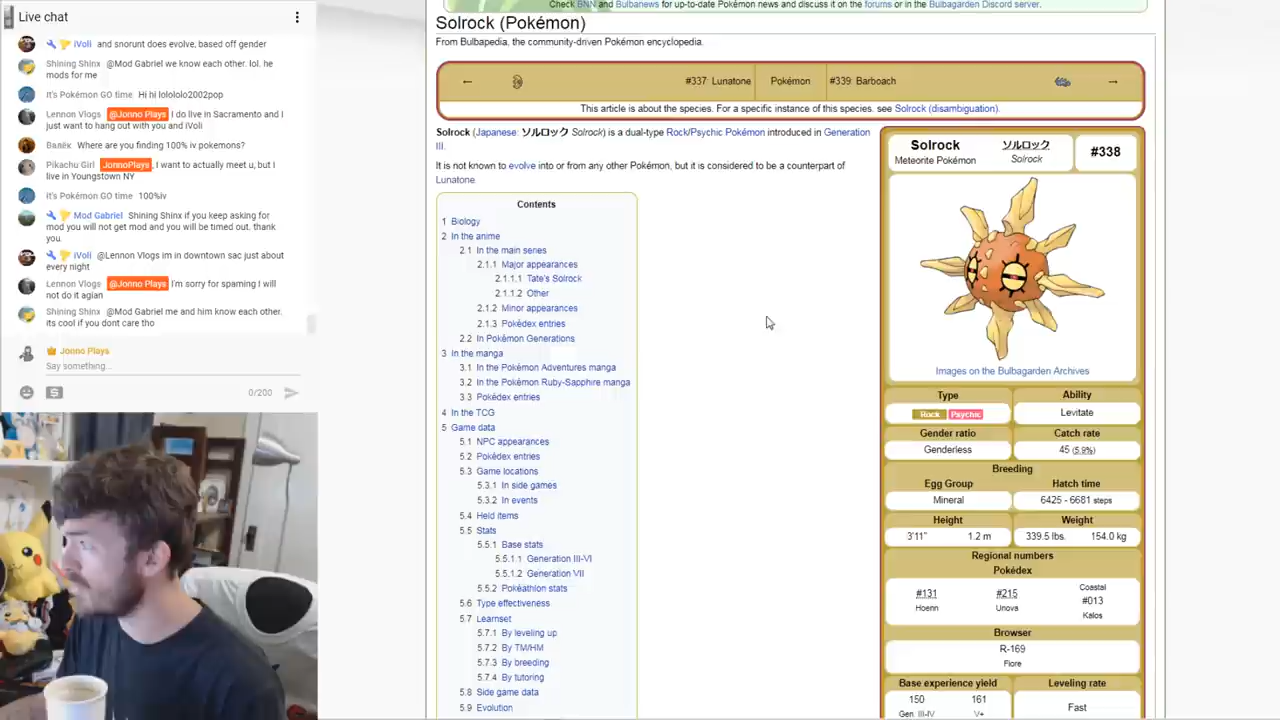 Live chat
iVoli and snorunt does evolve, based off gender
Shining Shinx @Mod Gabriel we know each other. lol. he
mods for me
It's Pokémon GO time Hi hi lolololo2002pop
Lennon Vlogs @Jonno Plays I do live in Sacramento and I
just want to hang out with you and iVoli
Валёк Where are you finding 100% iv pokemons?
Pikachu Girl JonnoPlays, I want to actually meet u, but I
live in Youngstown NY
It's Pokémon GO time 100%iv
Mod Gabriel Shining Shinx if you keep asking for
mod you will not get mod and you will be timed out. thank
you.
iVoli @Lennon Vlogs im in downtown sac just about
every night
Lennon Vlogs @Jonno Plays I'm sorry for spaming I will
not do it agian
Shining Shinx @Mod Gabriel me and him know each other.
its cool if you dont care tho
Jonno Plays
Say something...
0/200
Check BNN and Bulbanews for up-to-date Pokémon news and discuss it on the forums or in the Bulbagarden Discord server.
Solrock (Pokémon)
From Bulbapedia, the community-driven Pokémon encyclopedia.
← #337: Lunatone Pokémon #339: Barboach →
This article is about the species. For a specific instance of this species, see Solrock (disambiguation).
Solrock (Japanese: ソルロック Solrock) is a dual-type Rock/Psychic Pokémon introduced in Generation
III.
It is not known to evolve into or from any other Pokémon, but it is considered to be a counterpart of
Lunatone.
Contents
1 Biology
2 In the anime
2.1 In the main series
2.1.1 Major appearances
2.1.1.1 Tate's Solrock
2.1.1.2 Other
2.1.2 Minor appearances
2.1.3 Pokédex entries
2.2 In Pokémon Generations
3 In the manga
3.1 In the Pokémon Adventures manga
3.2 In the Pokémon Ruby-Sapphire manga
3.3 Pokédex entries
4 In the TCG
5 Game data
5.1 NPC appearances
5.2 Pokédex entries
5.3 Game locations
5.3.1 In side games
5.3.2 In events
5.4 Held items
5.5 Stats
5.5.1 Base stats
5.5.1.1 Generation III-VI
5.5.1.2 Generation VII
5.5.2 Pokéathlon stats
5.6 Type effectiveness
5.7 Learnset
5.7.1 By leveling up
5.7.2 By TM/HM
5.7.3 By breeding
5.7.4 By tutoring
5.8 Side game data
5.9 Evolution
Solrock ソルロック #338
Meteorite Pokémon Solrock
Images on the Bulbagarden Archives
Type Ability
Rock Psychic Levitate
Gender ratio Catch rate
Genderless 45 (5.9%)
Breeding
Egg Group Hatch time
Mineral 6425 - 6681 steps
Height Weight
3'11" 1.2 m 339.5 lbs. 154.0 kg
Regional numbers
Pokédex
#131 Hoenn
#215 Unova
Coastal #013 Kalos
Browser
R-169
Fiore
Base experience yield Leveling rate
150 161 Fast
Gen. III-IV V+